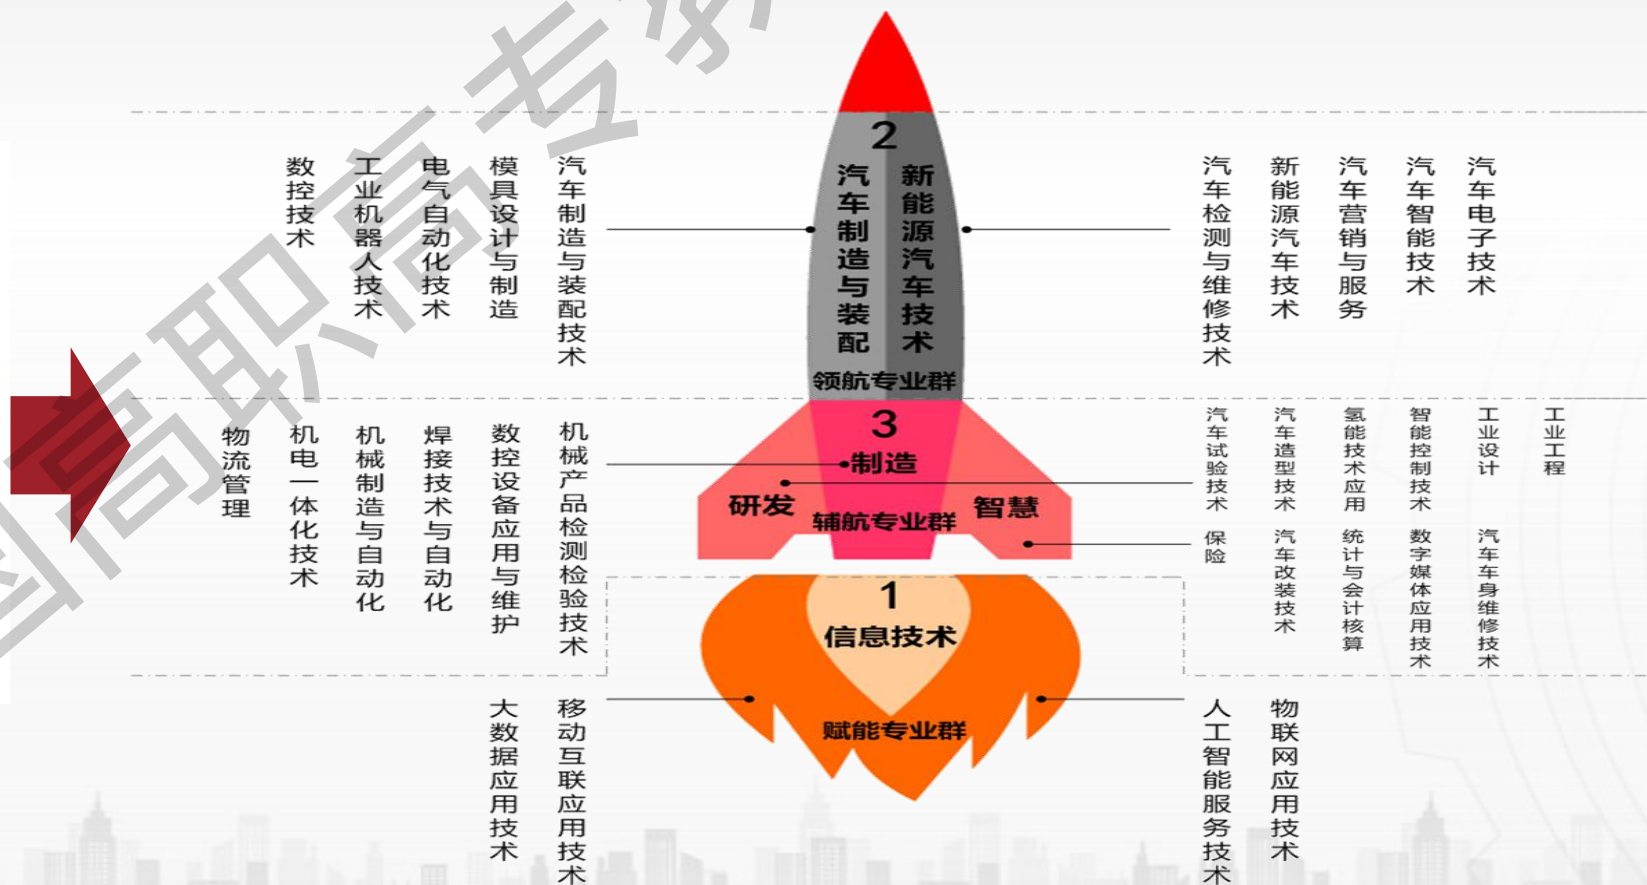 国高职高专教
2
汽车制造与装配
新能源汽车技术
领航专业群
3
制造
研发
智慧
辅航专业群
1
信息技术
赋能专业群
数控技术
工业机器人技术
电气自动化技术
模具设计与制造
汽车制造与装配技术
汽车检测与维修技术
新能源汽车技术
汽车营销与服务
汽车智能技术
汽车电子技术
物流管理
机电一体化技术
机械制造与自动化
焊接技术与自动化
数控设备应用与维护
机械产品检测检验技术
汽车试验技术
汽车造型技术
氢能技术应用
智能控制技术
工业设计
工业工程
保险
汽车改装技术
统计与会计核算
数字媒体应用技术
汽车车身维修技术
大数据应用技术
移动互联应用技术
人工智能服务技术
物联网应用技术